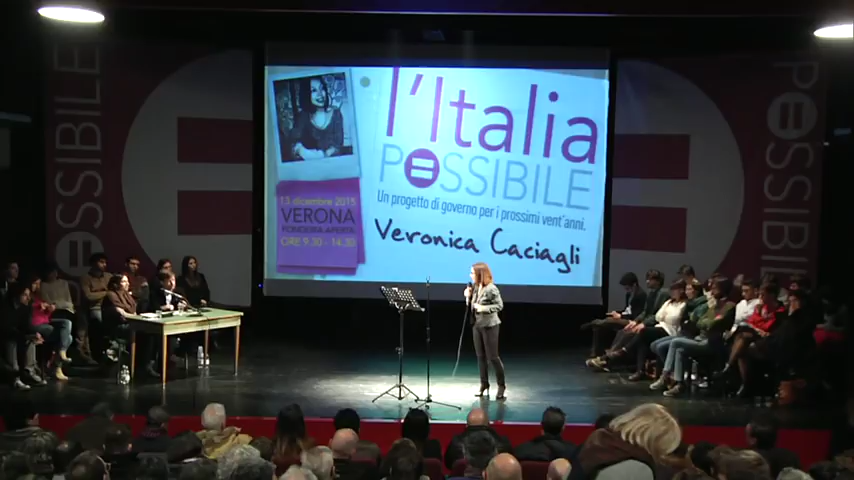 POSSIBILE
l'Italia
POSSIBILE
Un progetto di governo per i prossimi vent'anni.
Veronica Caciagli
13 dicembre 2015
VERONA
FONDERIA APERTA
ORE 9.30 - 14.30
POSSIBILE